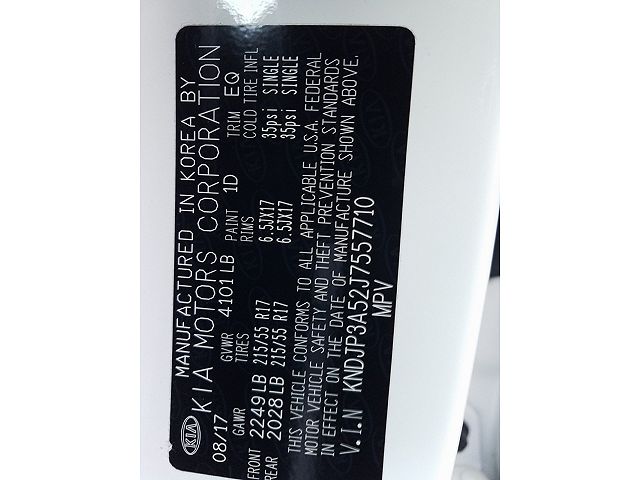 MANUFACTURED IN KOREA BY
KIA KIA MOTORS CORPORATION
08/17 GVWR 4101LB PAINT 1D TRIM EQ
GAWR TIRES RIMS COLD TIRE INFL
FRONT 2249LB 215/55 R17 6.5JX17 35psi SINGLE
REAR 2028LB 215/55 R17 6.5JX17 35psi SINGLE
THIS VEHICLE CONFORMS TO ALL APPLICABLE U.S.A. FEDERAL
MOTOR VEHICLE SAFETY AND THEFT PREVENTION STANDARDS
IN EFFECT ON THE DATE OF MANUFACTURE SHOWN ABOVE.
V.I.N KNDJP3A52J7557710
MPV